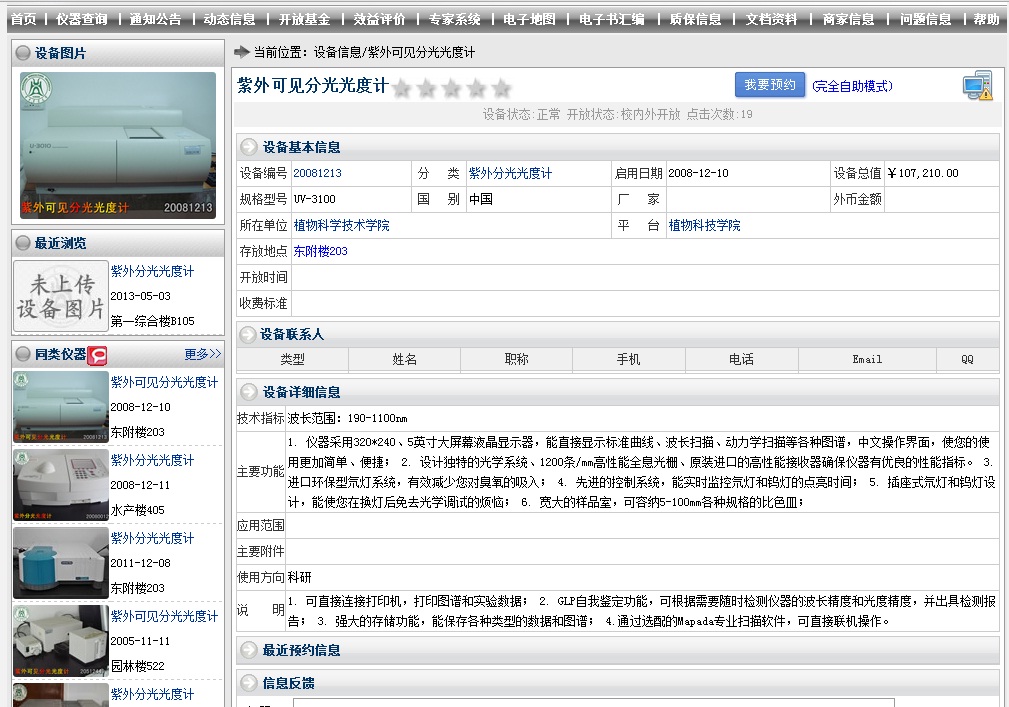 首页 | 仪器查询 | 通知公告 | 动态信息 | 开放基金 | 效益评价 | 专家系统 | 电子地图 | 电子书汇编 | 质保信息 | 文档资料 | 商家信息 | 问题信息 | 帮助
设备图片
U-3010
紫外可见分光光度计 20081213
最近浏览
未上传
设备图片
紫外分光光度计
2013-05-03
第一综合楼B105
同类仪器
更多>>
紫外可见分光光度计
2008-12-10
东附楼203
紫外分光光度计
2008-12-11
水产楼405
紫外分光光度计
2011-12-08
东附楼203
紫外可见分光光度计
2005-11-11
园林楼522
紫外分光光度计
当前位置：设备信息/紫外可见分光光度计
紫外可见分光光度计
我要预约 (完全自助模式)
设备状态:正常 开放状态:校内外开放 点击次数:19
设备基本信息
设备编号 20081213 分 类 紫外分光光度计 启用日期 2008-12-10 设备总值 ￥107,210.00
规格型号 UV-3100 国 别 中国 厂 家 外币金额
所在单位 植物科学技术学院 平 台 植物科技学院
存放地点 东附楼203
开放时间
收费标准
设备联系人
类型 姓名 职称 手机 电话 Email QQ
设备详细信息
技术指标 波长范围：190-1100nm
主要功能
1. 仪器采用320*240、5英寸大屏幕液晶显示器，能直接显示标准曲线、波长扫描、动力学扫描等各种图谱，中文操作界面，使您的使
用更加简单、便捷； 2. 设计独特的光学系统、1200条/mm高性能全息光栅、原装进口的高性能接收器确保仪器有优良的性能指标。 3.
进口环保型氘灯系统，有效减少您对臭氧的吸入； 4. 先进的控制系统，能实时监控氘灯和钨灯的点亮时间； 5. 插座式氘灯和钨灯设
计，能使您在换灯后免去光学调试的烦恼； 6. 宽大的样品室，可容纳5-100mm各种规格的比色皿；
应用范围
主要附件
使用方向 科研
说 明
1. 可直接连接打印机，打印图谱和实验数据； 2. GLP自我鉴定功能，可根据需要随时检测仪器的波长精度和光度精度，并出具检测报
告； 3. 强大的存储功能，能保存各种类型的数据和图谱； 4.通过选配的Mapada专业扫描软件，可直接联机操作。
最近预约信息
信息反馈